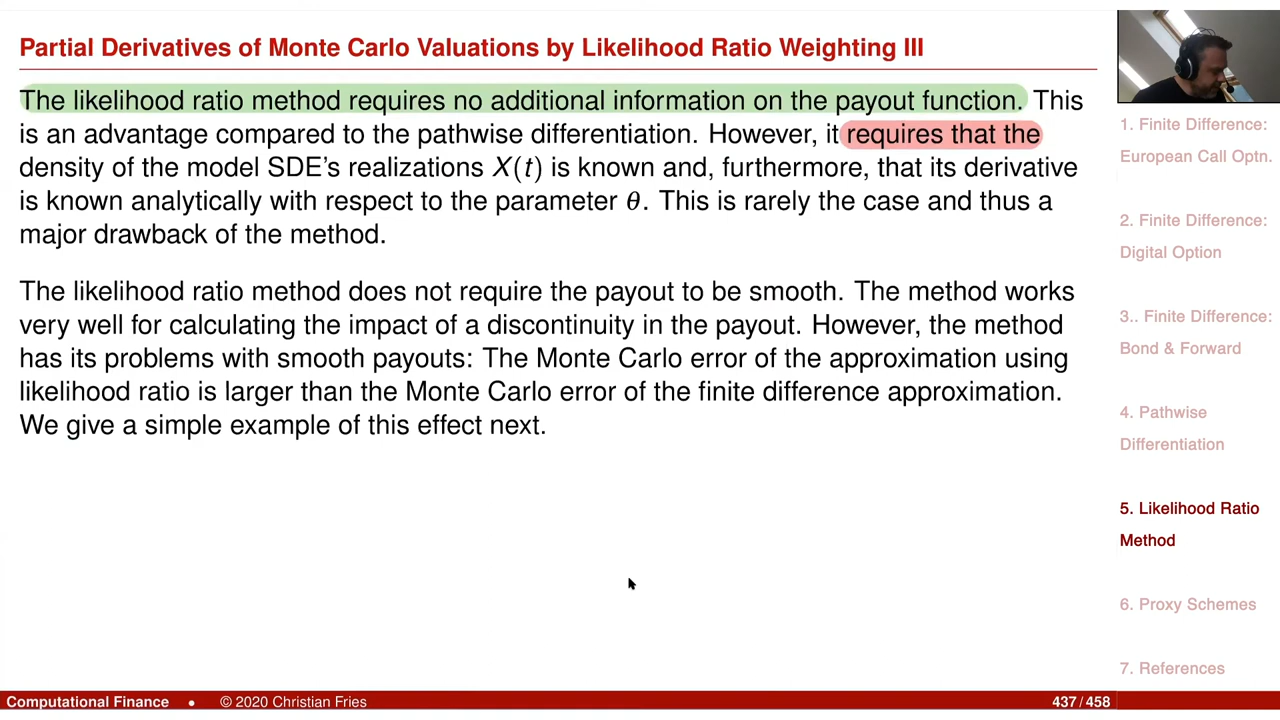 Partial Derivatives of Monte Carlo Valuations by Likelihood Ratio Weighting III
The likelihood ratio method requires no additional information on the payout function. This
is an advantage compared to the pathwise differentiation. However, it requires that the
density of the model SDE's realizations X(t) is known and, furthermore, that its derivative
is known analytically with respect to the parameter θ. This is rarely the case and thus a
major drawback of the method.
The likelihood ratio method does not require the payout to be smooth. The method works
very well for calculating the impact of a discontinuity in the payout. However, the method
has its problems with smooth payouts: The Monte Carlo error of the approximation using
likelihood ratio is larger than the Monte Carlo error of the finite difference approximation.
We give a simple example of this effect next.
1. Finite Difference:
European Call Optn.
2. Finite Difference:
Digital Option
3.. Finite Difference:
Bond & Forward
4. Pathwise
Differentiation
5. Likelihood Ratio
Method
6. Proxy Schemes
7. References
Computational Finance • © 2020 Christian Fries 437/458